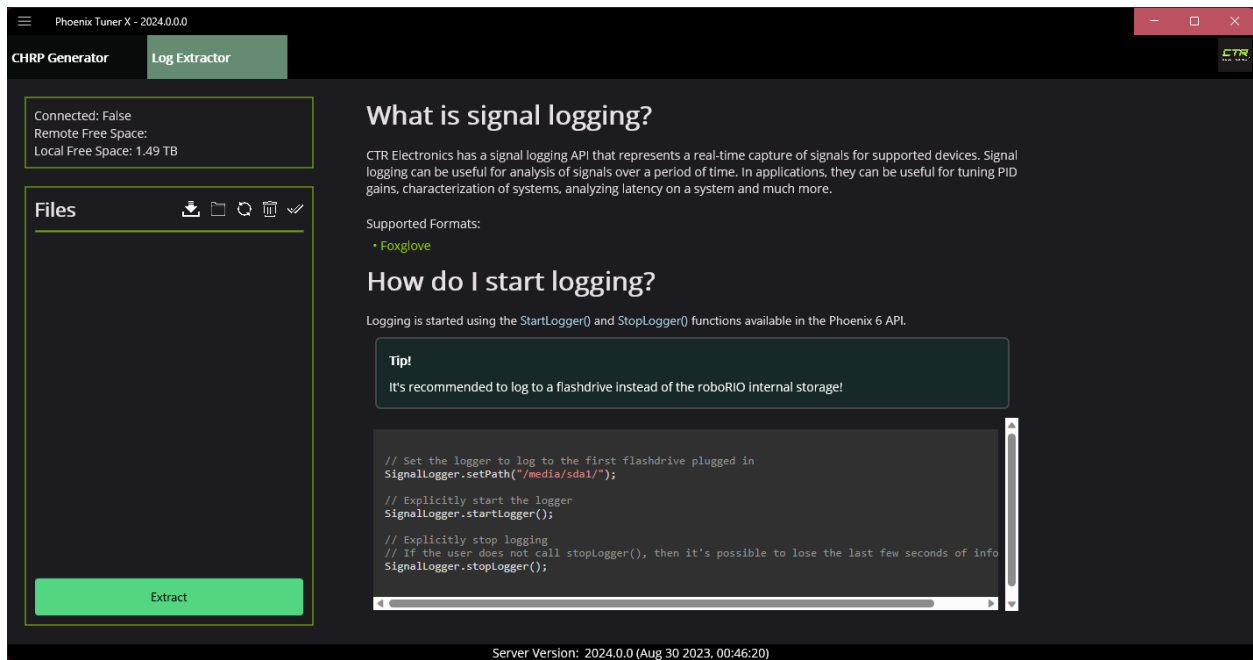 Phoenix Tuner X - 2024.0.0.0
CHRP Generator
Log Extractor
CTR
Connected: False
Remote Free Space:
Local Free Space: 1.49 TB
Files
Extract
What is signal logging?
CTR Electronics has a signal logging API that represents a real-time capture of signals for supported devices. Signal
logging can be useful for analysis of signals over a period of time. In applications, they can be useful for tuning PID
gains, characterization of systems, analyzing latency on a system and much more.
Supported Formats:
• Foxglove
How do I start logging?
Logging is started using the StartLogger() and StopLogger() functions available in the Phoenix 6 API.
Tip!
It's recommended to log to a flashdrive instead of the roboRIO internal storage!
// Set the logger to log to the first flashdrive plugged in
SignalLogger.setPath("/media/sda1/");
// Explicitly start the logger
SignalLogger.startLogger();
// Explicitly stop logging
// If the user does not call stopLogger(), then it's possible to lose the last few seconds of info
SignalLogger.stopLogger();
Server Version: 2024.0.0 (Aug 30 2023, 00:46:20)